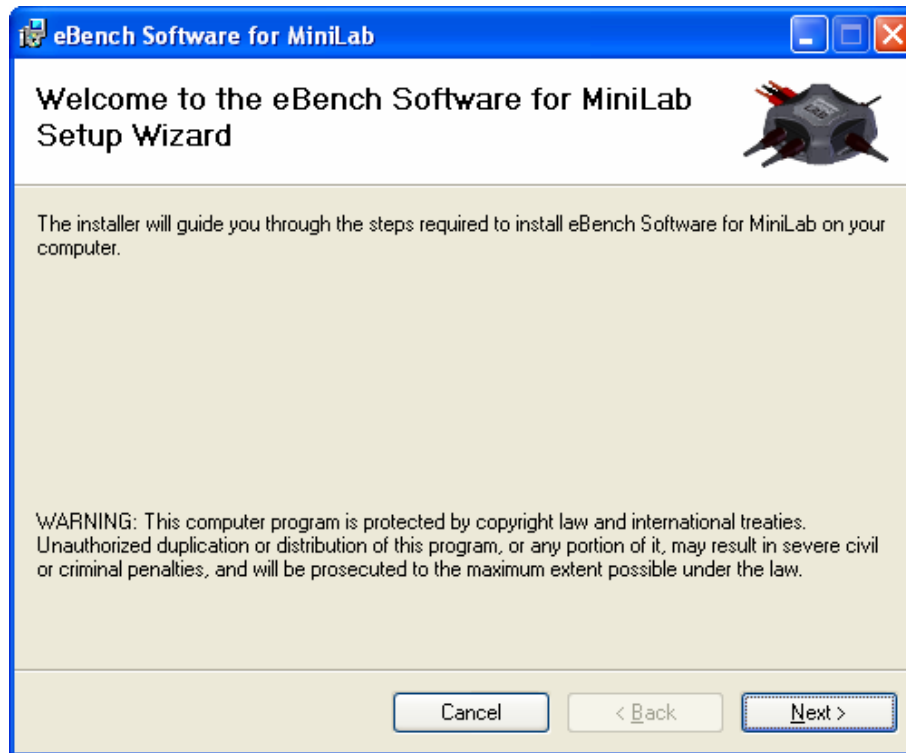 eBench Software for MiniLab
Welcome to the eBench Software for MiniLab
Setup Wizard
The installer will guide you through the steps required to install eBench Software for MiniLab on your
computer.
WARNING: This computer program is protected by copyright law and international treaties.
Unauthorized duplication or distribution of this program, or any portion of it, may result in severe civil
or criminal penalties, and will be prosecuted to the maximum extent possible under the law.
Cancel
< Back
Next >